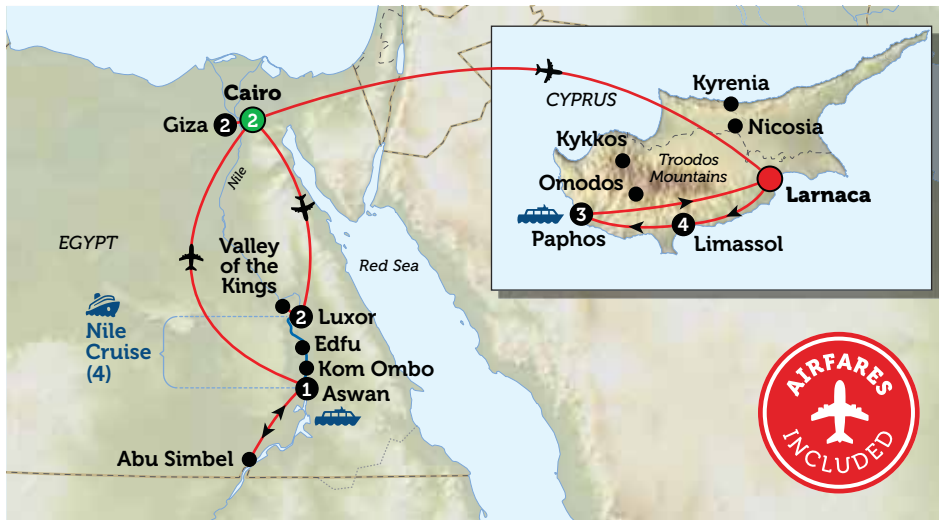 Cairo
2
Giza
2
Nile
EGYPT
Valley
of the
Kings
Red Sea
2
Luxor
Edfu
Kom Ombo
1
Aswan
Nile
Cruise
(4)
Abu Simbel
CYPRUS
Kyrenia
Nicosia
Kykkos
Troodos
Mountains
Omodos
Larnaca
3
Paphos
4
Limassol
AIRFARES
INCLUDED